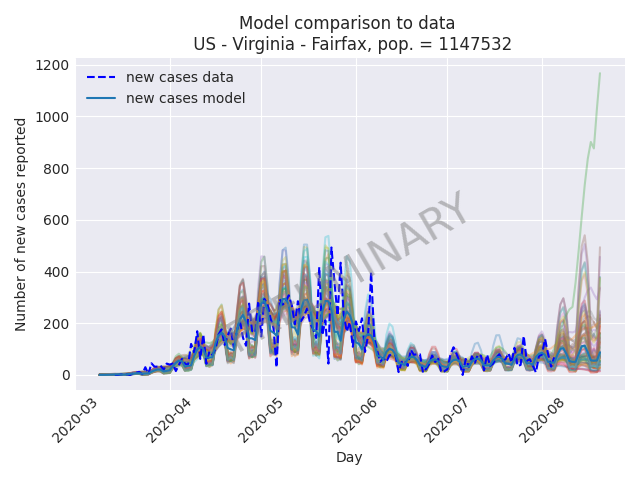 Model comparison to data
US - Virginia - Fairfax, pop. = 1147532
new cases data
new cases model
PRELIMINARY
Number of new cases reported
1200
1000
800
600
400
200
0
2020-03
2020-04
2020-05
2020-06
2020-07
2020-08
Day